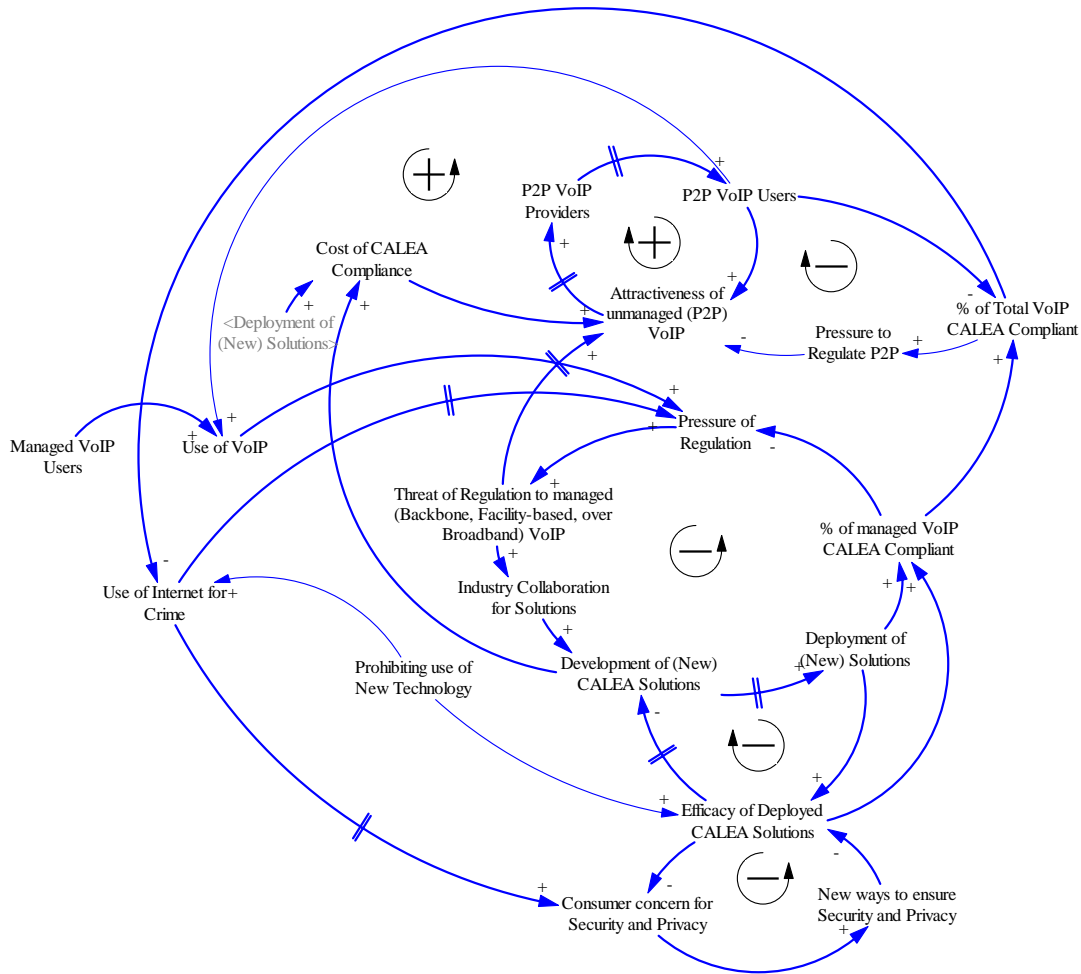 P2P VoIP
Providers
P2P VoIP Users
Cost of CALEA
Compliance
Attractiveness of
unmanaged (P2P)
VoIP
% of Total VoIP
CALEA Compliant
<Deployment of
(New) Solutions>
Pressure to
Regulate P2P
Managed VoIP
Users
Use of VoIP
Pressure of
Regulation
Threat of Regulation to managed
(Backbone, Facility-based, over
Broadband) VoIP
% of managed VoIP
CALEA Compliant
Use of Internet for
Crime
Industry Collaboration
for Solutions
Prohibiting use of
New Technology
Development of (New)
CALEA Solutions
Deployment of
(New) Solutions
Efficacy of Deployed
CALEA Solutions
Consumer concern for
Security and Privacy
New ways to ensure
Security and Privacy